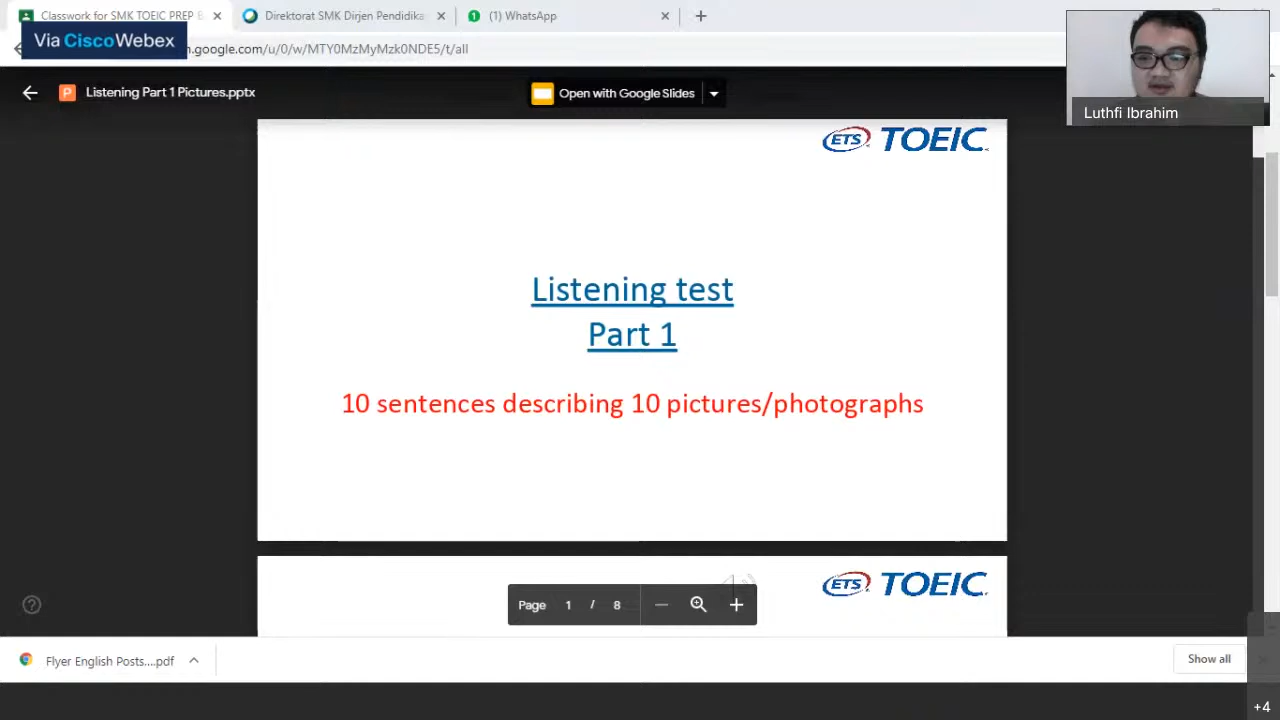 Classwork for SMK TOEIC PREP B
Direktorat SMK Dirjen Pendidika
(1) WhatsApp
Via CiscoWebex
.google.com/u/0/w/MTY0MzMyMzk0NDE5/t/all
P
Listening Part 1 Pictures.pptx
Open with Google Slides
Luthfi Ibrahim
ETS TOEIC
Listening test
Part 1
10 sentences describing 10 pictures/photographs
ETS TOEIC
Page 1 / 8
Flyer English Posts....pdf
Show all
+4